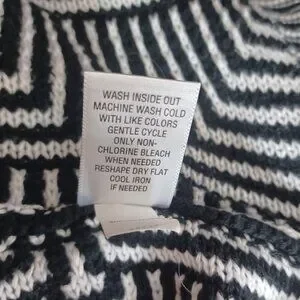 WASH INSIDE OUT
MACHINE WASH COLD
WITH LIKE COLORS
GENTLE CYCLE
ONLY NON-
CHLORINE BLEACH
WHEN NEEDED
RESHAPE DRY FLAT
COOL IRON
IF NEEDED